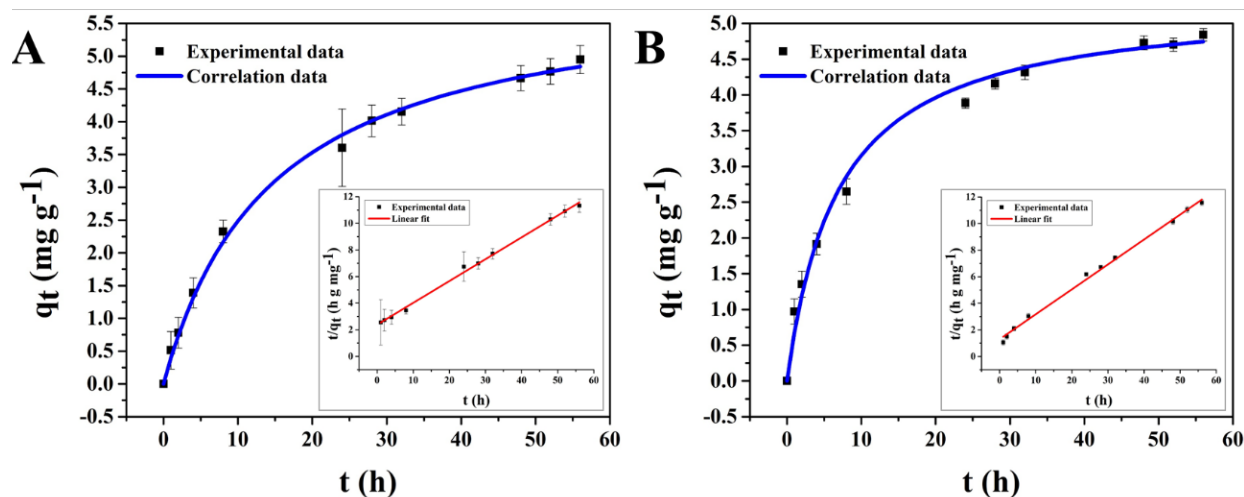 A
Experimental data
Correlation data
qt (mg g-1)
5.5
5.0
4.5
4.0
3.5
3.0
2.5
2.0
1.5
1.0
0.5
0.0
-0.5
0 10 20 30 40 50 60
t (h)
Experimental data
Linear fit
t/qt (h g mg-1)
12
10
8
6
4
2
0
0 10 20 30 40 50 60
t (h)
B
Experimental data
Correlation data
qt (mg g-1)
5.0
4.5
4.0
3.5
3.0
2.5
2.0
1.5
1.0
0.5
0.0
-0.5
0 10 20 30 40 50 60
t (h)
Experimental data
Linear fit
t/qt (h g mg-1)
12
10
8
6
4
2
0
0 10 20 30 40 50 60
t (h)